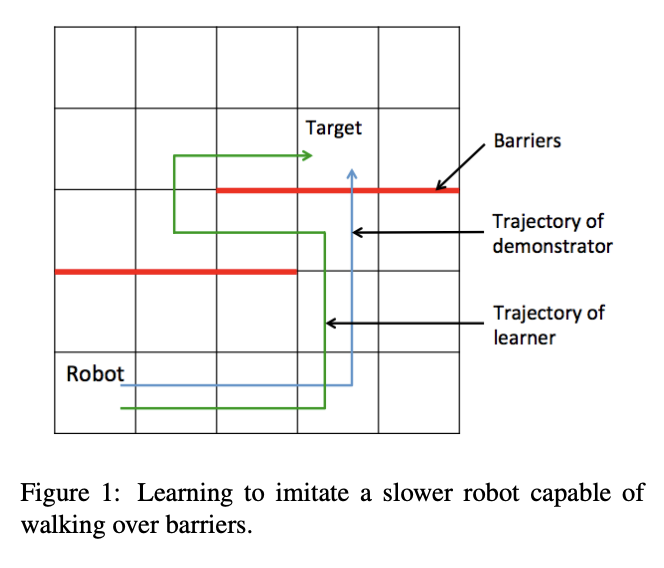 Target
Barriers
Trajectory of
demonstrator
Trajectory of
learner
Robot
Figure 1: Learning to imitate a slower robot capable of
walking over barriers.